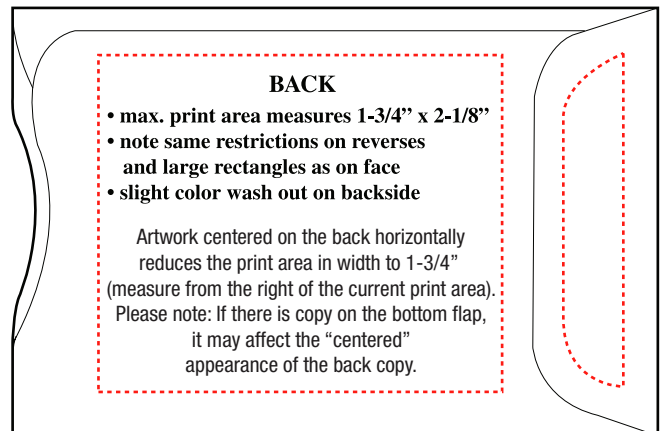 BACK
• max. print area measures 1-3/4” x 2-1/8”
• note same restrictions on reverses
and large rectangles as on face
• slight color wash out on backside
Artwork centered on the back horizontally
reduces the print area in width to 1-3/4”
(measure from the right of the current print area).
Please note: If there is copy on the bottom flap,
it may affect the “centered”
appearance of the back copy.